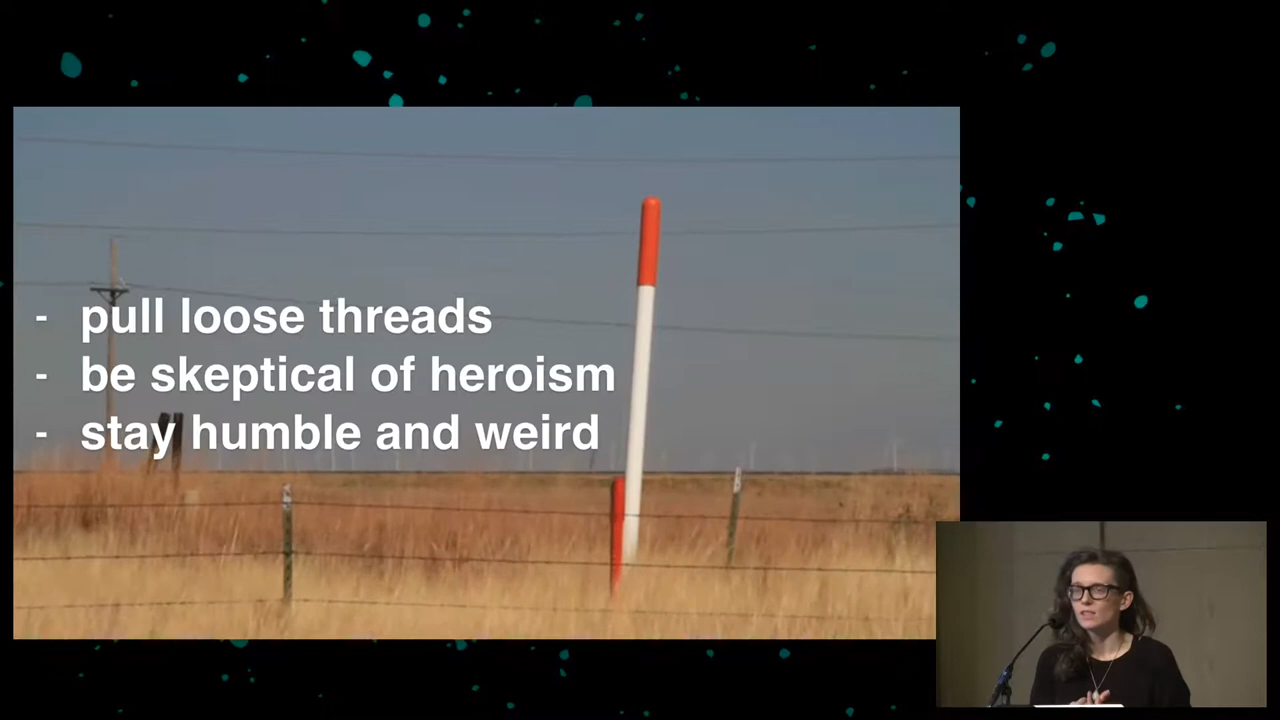 - pull loose threads
- be skeptical of heroism
- stay humble and weird